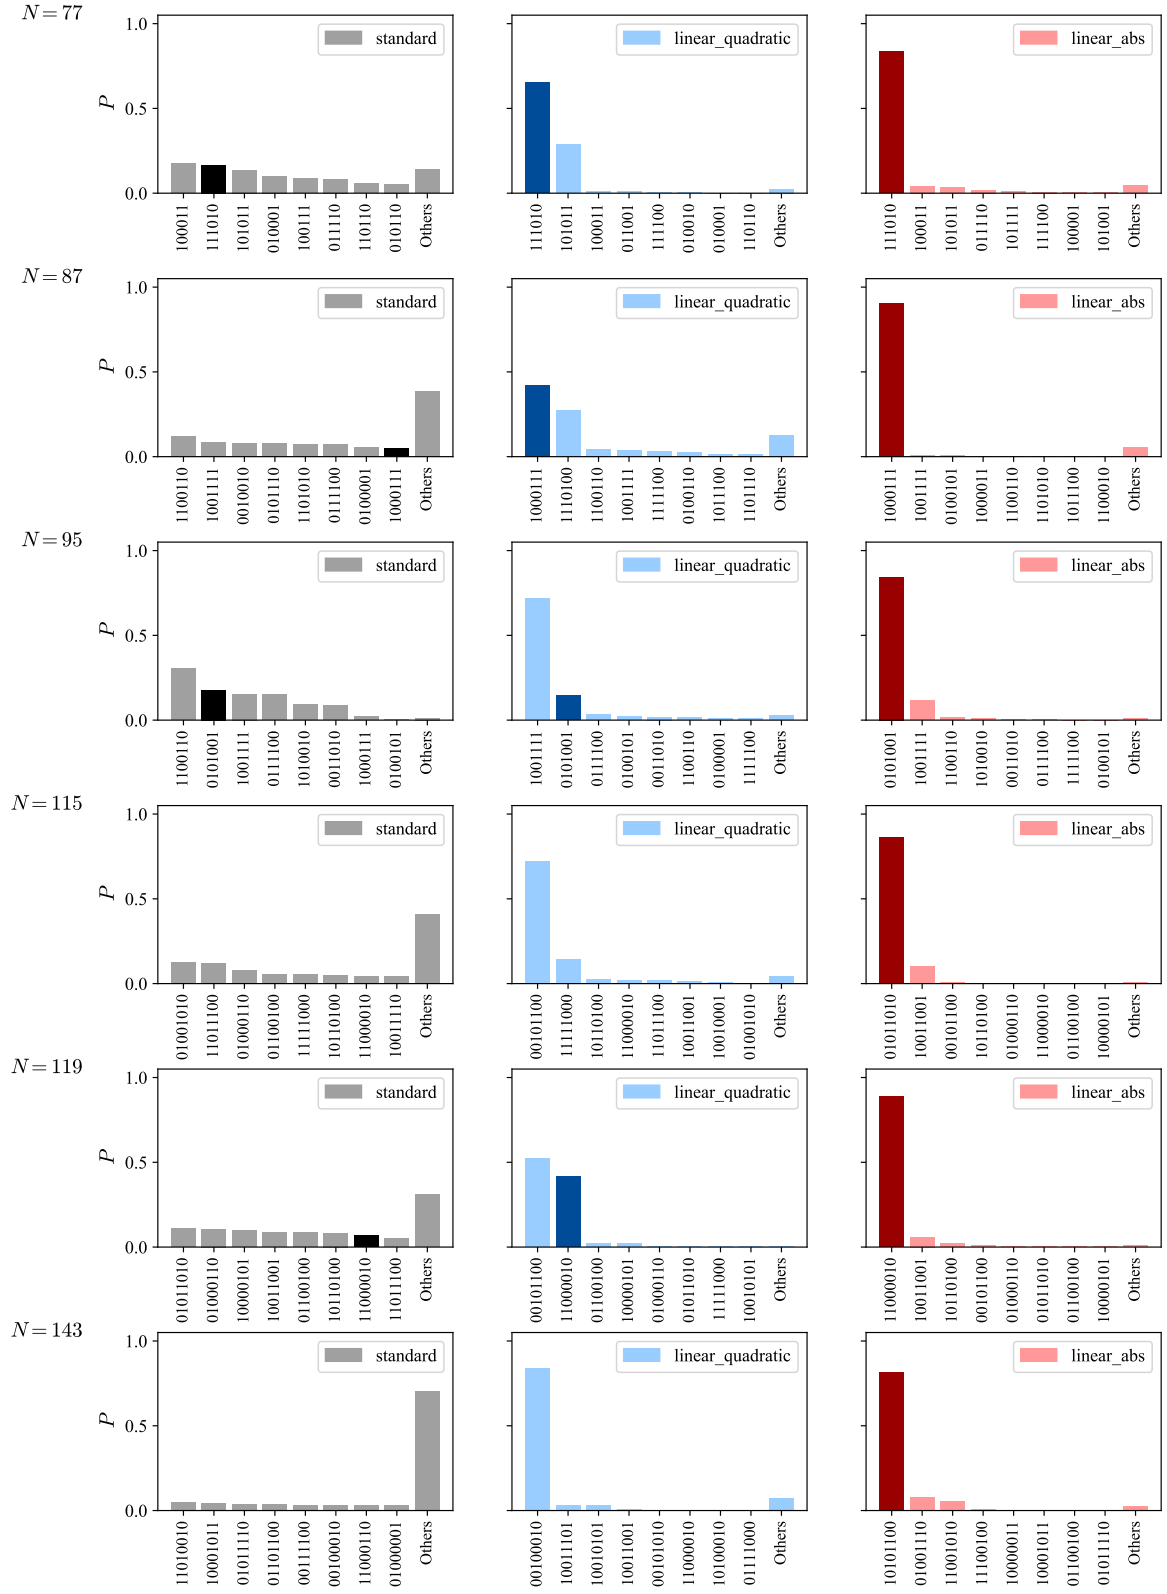 N = 77
standard
linear_quadratic
linear_abs
1.0
0.5
0.0
P
100011 111010 101011 010001 100111 011110 110110 010110 Others
111010 101011 100011 011001 111100 010010 010001 110110 Others
111010 100011 101011 011110 101111 111100 100001 101001 Others
N = 87
standard
linear_quadratic
linear_abs
1.0
0.5
0.0
P
1100110 1001111 0010010 0101110 1101010 0111100 0100001 1000111 Others
1000111 1110100 1100110 1001111 1111100 0100101 1011100 1101110 Others
1000111 1001111 0100101 1000011 1100110 1101010 1011100 1100010 Others
N = 95
standard
linear_quadratic
linear_abs
1.0
0.5
0.0
P
1100110 0101001 1001111 0111100 1010010 0011010 1000111 0100101 Others
1001111 0101001 0111100 0100101 0011010 1100110 0100001 1111100 Others
0101001 1001111 1100110 1010010 0011010 0111100 1111100 0100101 Others
N = 115
standard
linear_quadratic
linear_abs
1.0
0.5
0.0
P
01001010 11011100 01000110 01100100 11111000 10110100 11000010 10011110 Others
00101100 11111000 10110100 11000010 11011100 10011001 10010001 01001010 Others
01011010 10011001 00101100 10110100 01000110 11000010 01100100 10000101 Others
N = 119
standard
linear_quadratic
linear_abs
1.0
0.5
0.0
P
01011010 01000110 10000101 10011001 01100100 10110100 11000010 11011100 Others
00101100 11000010 01100100 10000101 01000110 01011010 11111000 10010101 Others
11000010 10011001 10110100 00101100 01000110 01011010 01100100 10000101 Others
N = 143
standard
linear_quadratic
linear_abs
1.0
0.5
0.0
P
11010010 10001011 01011110 01101100 00111100 01000010 11000110 01000001 Others
00100010 10011101 10010101 10011001 01001010 11000010 10100010 01111000 Others
10101100 10001110 11001010 11100100 10000011 10001011 01100100 01011110 Others